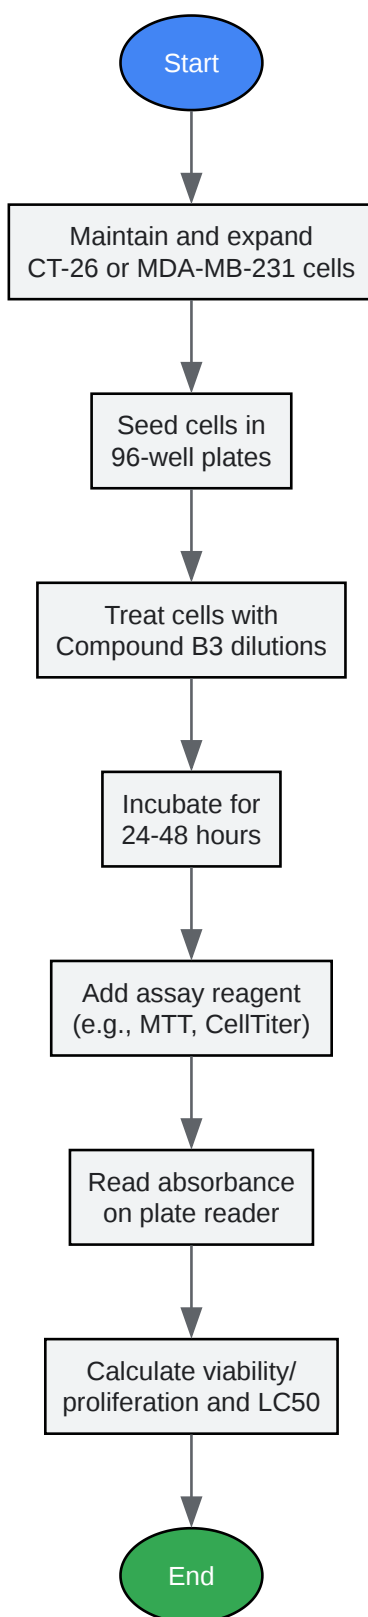 Start
Maintain and expand
CT-26 or MDA-MB-231 cells
Seed cells in
96-well plates
Treat cells with
Compound B3 dilutions
Incubate for
24-48 hours
Add assay reagent
(e.g., MTT, CellTiter)
Read absorbance
on plate reader
Calculate viability/
proliferation and LC50
End